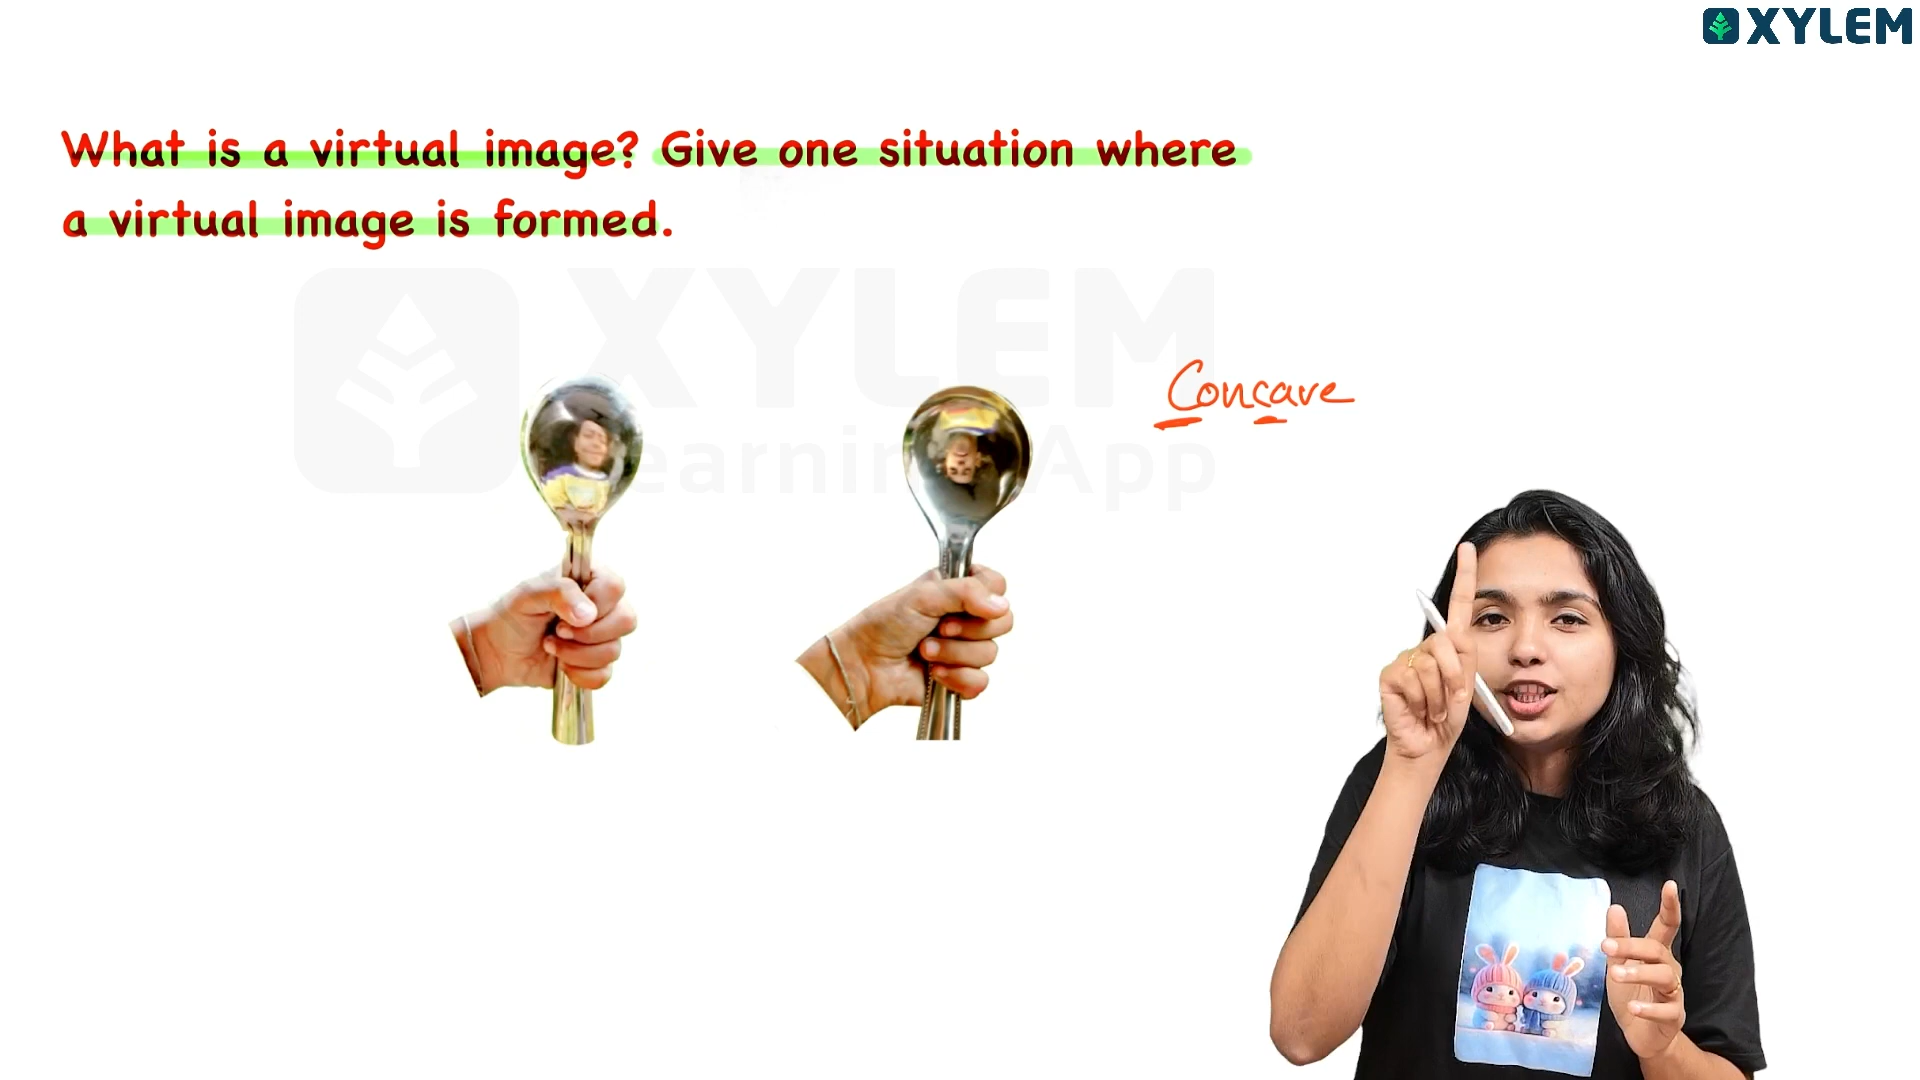 XYLEM
What is a virtual image? Give one situation where
a virtual image is formed.
XYLEM
Learning App
Concave